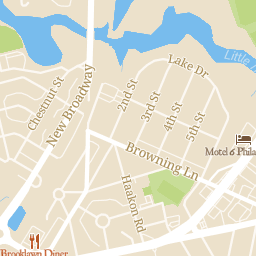 Little
Lake Dr
Chestnut St
New Broadway
2nd St
3rd St
4th St
5th St
Browning Ln
Motel 6 Phila
Haakon Rd
Brooklawn Diner